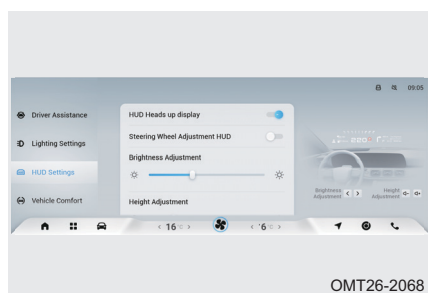 09:05
Driver Assistance
HUD Heads up display
Lighting Settings
Steering Wheel Adjustment HUD
Brightness Adjustment
HUD Settings
Brightness Adjustment
Height Adjustment
Vehicle Comfort
Height Adjustment
16
OMT26-2068